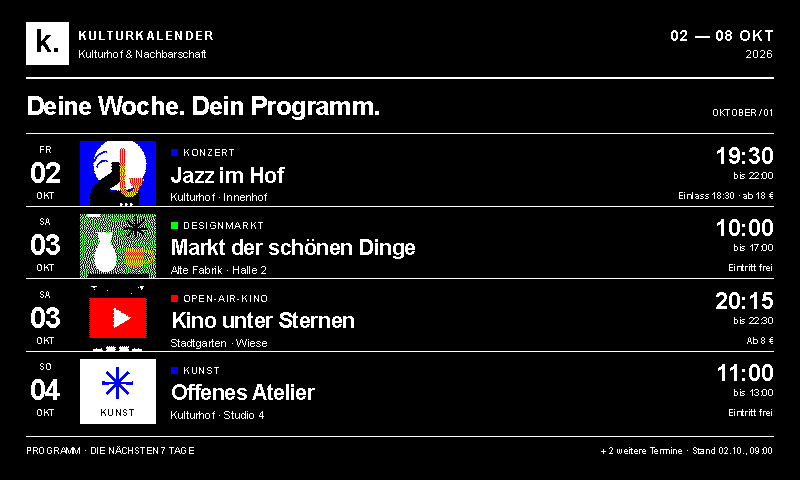 k.
KULTURKALENDER
Kulturhof & Nachbarschaft
02 — 08 OKT
2026
Deine Woche. Dein Programm.
OKTOBER / 01
FR
02
OKT
KONZERT
Jazz im Hof
Kulturhof · Innenhof
19:30
bis 22:00
Einlass 18:30 · ab 18 €
SA
03
OKT
DESIGNMARKT
Markt der schönen Dinge
Alte Fabrik · Halle 2
10:00
bis 17:00
Eintritt frei
SA
03
OKT
OPEN-AIR-KINO
Kino unter Sternen
Stadtgarten · Wiese
20:15
bis 22:30
Ab 8 €
SO
04
OKT
KUNST
KUNST
Offenes Atelier
Kulturhof · Studio 4
11:00
bis 13:00
Eintritt frei
PROGRAMM · DIE NÄCHSTEN 7 TAGE
+ 2 weitere Termine · Stand 02.10., 09:00